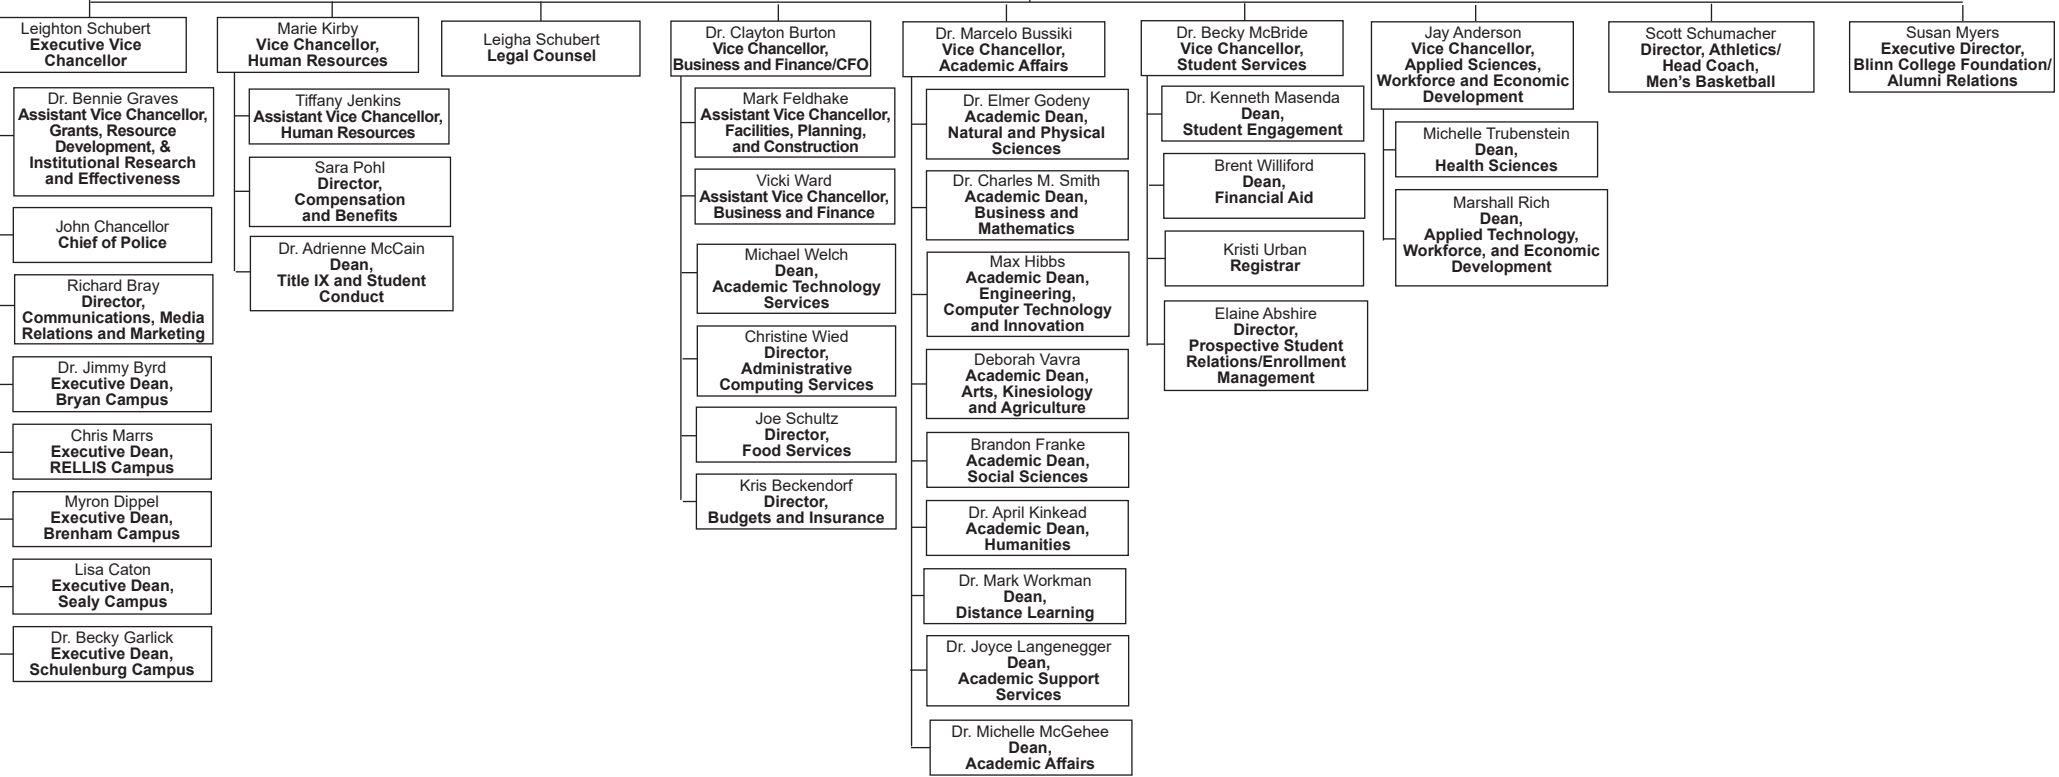 Leighton Schubert
Executive Vice
Chancellor
Dr. Bennie Graves
Assistant Vice Chancellor,
Grants, Resource
Development, &
Institutional Research
and Effectiveness
John Chancellor
Chief of Police
Richard Bray
Director,
Communications, Media
Relations and Marketing
Dr. Jimmy Byrd
Executive Dean,
Bryan Campus
Chris Marrs
Executive Dean,
RELLIS Campus
Myron Dippel
Executive Dean,
Brenham Campus
Lisa Caton
Executive Dean,
Sealy Campus
Dr. Becky Garlick
Executive Dean,
Schulenburg Campus
Marie Kirby
Vice Chancellor,
Human Resources
Tiffany Jenkins
Assistant Vice Chancellor,
Human Resources
Sara Pohl
Director,
Compensation
and Benefits
Dr. Adrienne McCain
Dean,
Title IX and Student
Conduct
Leigha Schubert
Legal Counsel
Dr. Clayton Burton
Vice Chancellor,
Business and Finance/CFO
Mark Feldhake
Assistant Vice Chancellor,
Facilities, Planning,
and Construction
Vicki Ward
Assistant Vice Chancellor,
Business and Finance
Michael Welch
Dean,
Academic Technology
Services
Christine Wied
Director,
Administrative
Computing Services
Joe Schultz
Director,
Food Services
Kris Beckendorf
Director,
Budgets and Insurance
Dr. Marcelo Bussiki
Vice Chancellor,
Academic Affairs
Dr. Elmer Godeny
Academic Dean,
Natural and Physical
Sciences
Dr. Charles M. Smith
Academic Dean,
Business and
Mathematics
Max Hibbs
Academic Dean,
Engineering,
Computer Technology
and Innovation
Deborah Vavra
Academic Dean,
Arts, Kinesiology
and Agriculture
Brandon Franke
Academic Dean,
Social Sciences
Dr. April Kinkead
Academic Dean,
Humanities
Dr. Mark Workman
Dean,
Distance Learning
Dr. Joyce Langenegger
Dean,
Academic Support
Services
Dr. Michelle McGehee
Dean,
Academic Affairs
Dr. Becky McBride
Vice Chancellor,
Student Services
Dr. Kenneth Masenda
Dean,
Student Engagement
Brent Williford
Dean,
Financial Aid
Kristi Urban
Registrar
Elaine Abshire
Director,
Prospective Student
Relations/Enrollment
Management
Jay Anderson
Vice Chancellor,
Applied Sciences,
Workforce and Economic
Development
Michelle Trubenstein
Dean,
Health Sciences
Marshall Rich
Dean,
Applied Technology,
Workforce, and Economic
Development
Scott Schumacher
Director, Athletics/
Head Coach,
Men's Basketball
Susan Myers
Executive Director,
Blinn College Foundation/
Alumni Relations